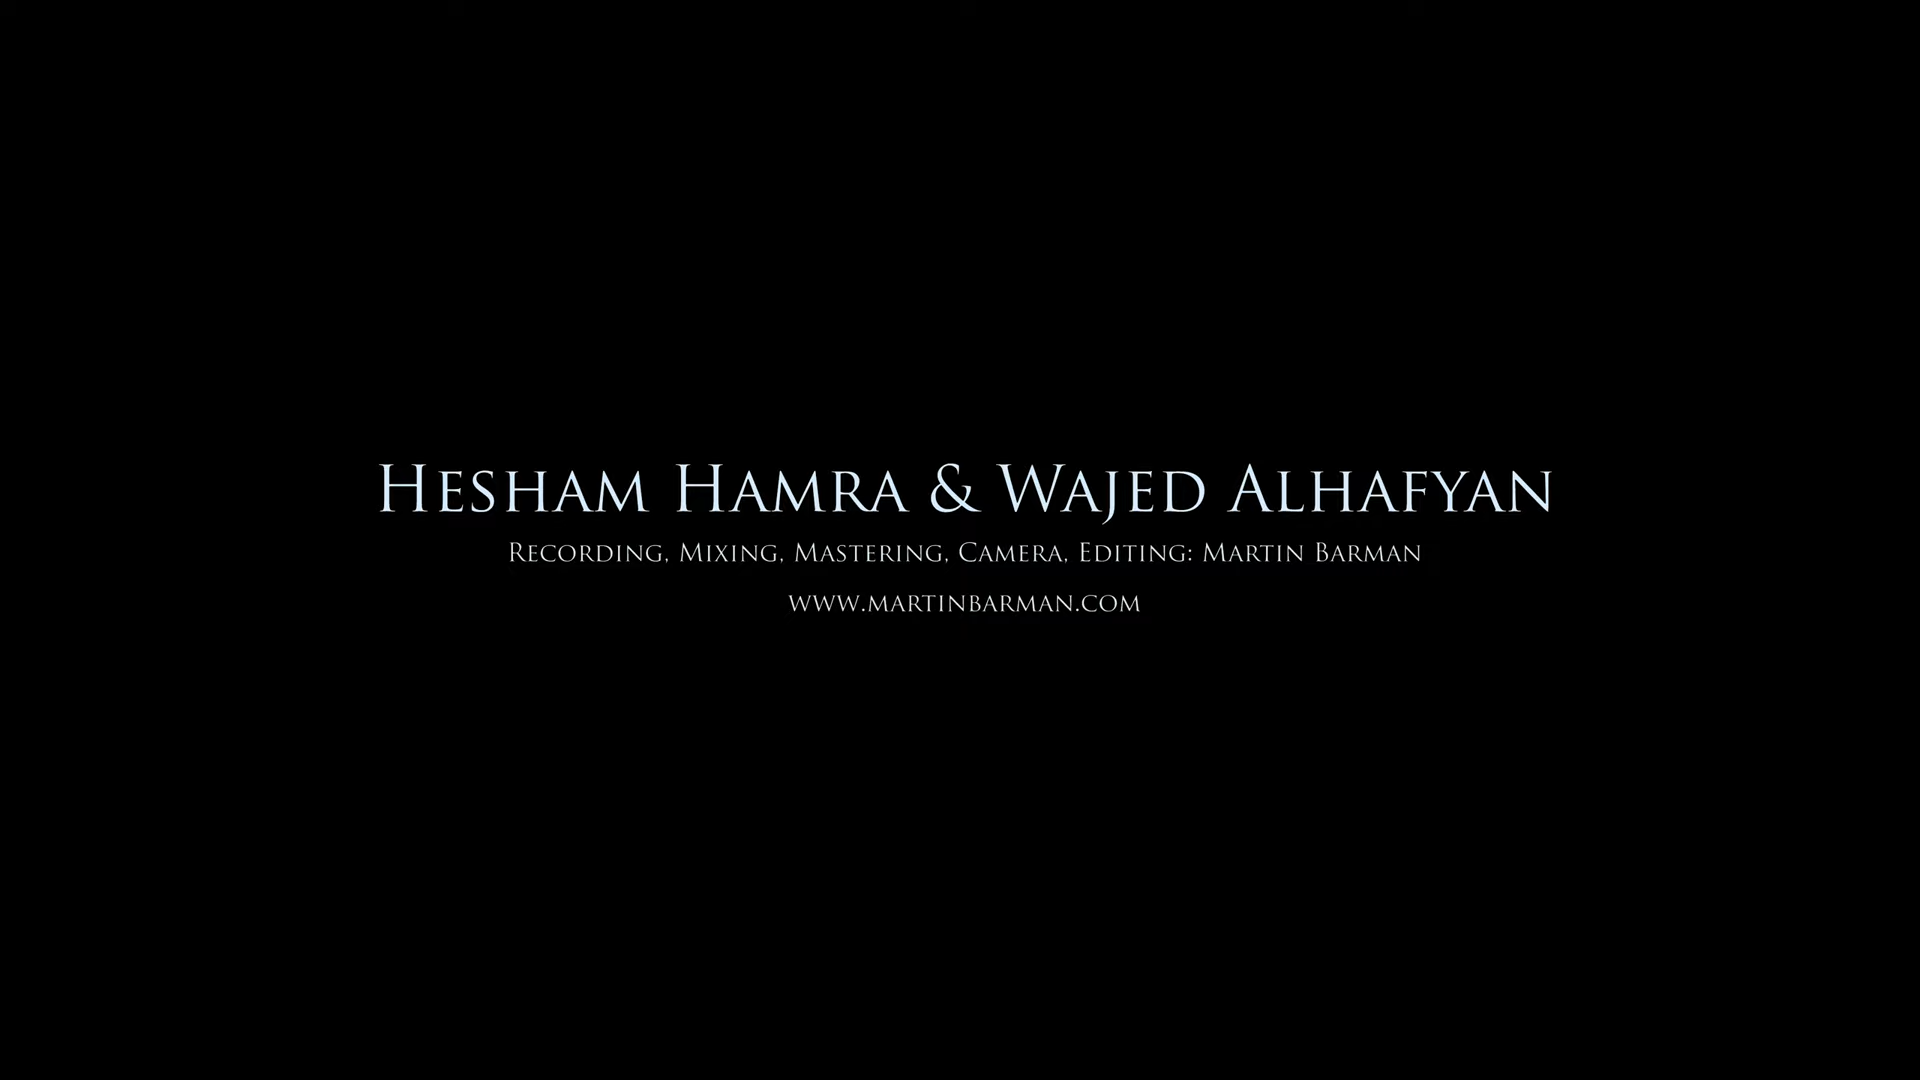 Hesham Hamra & Wajed Alhafyan
Recording, Mixing, Mastering, Camera, Editing: Martin Barman
www.martinbarman.com